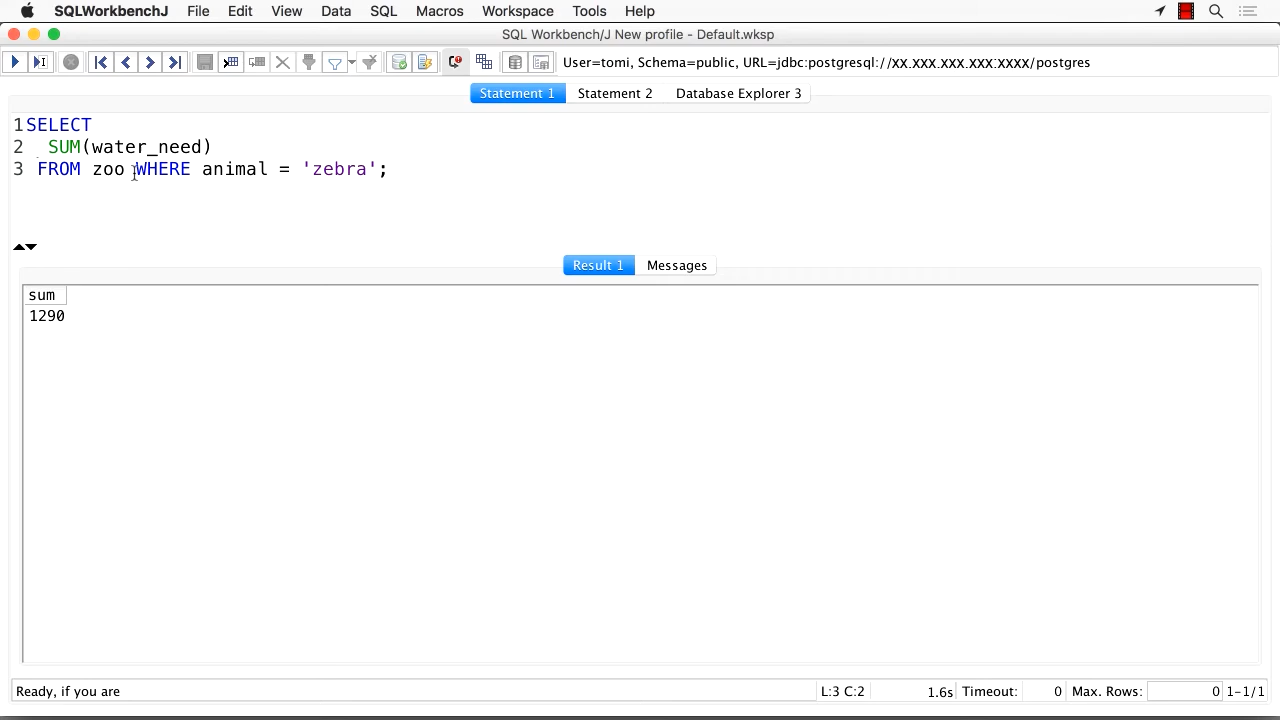 SQLWorkbenchJ File Edit View Data SQL Macros Workspace Tools Help
SQL Workbench/J New profile - Default.wksp
User=tomi, Schema=public, URL=jdbc:postgresql://xx.xxx.xxx.xxx:xxxx/postgres
Statement 1 Statement 2 Database Explorer 3
1 SELECT
2 SUM(water_need)
3 FROM zoo WHERE animal = 'zebra';
Result 1 Messages
sum
1290
Ready, if you are L:3 C:2 1.6s Timeout: 0 Max. Rows: 0 1-1/1